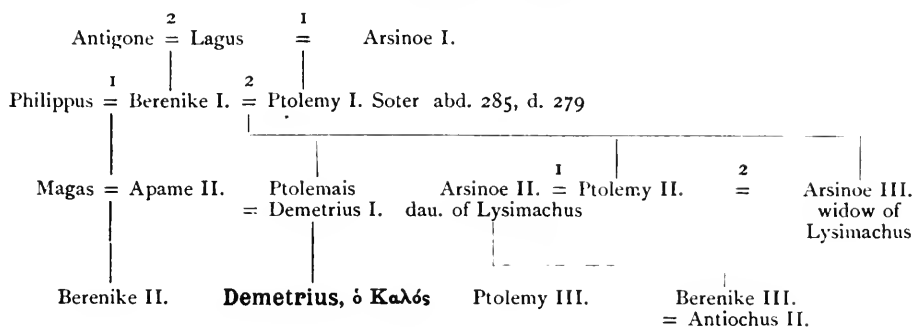 2 1
Antigone = Lagus = Arsinoe I.
1 2
Philippus = Berenike I. = Ptolemy I. Soter abd. 285, d. 279
1 2
Magas = Apame II. Ptolemais Arsinoe II. = Ptolemy II. = Arsinoe III.
= Demetrius I. dau. of Lysimachus widow of
Lysimachus
Berenike II. Demetrius, ὁ Καλός Ptolemy III. Berenike III.
= Antiochus II.